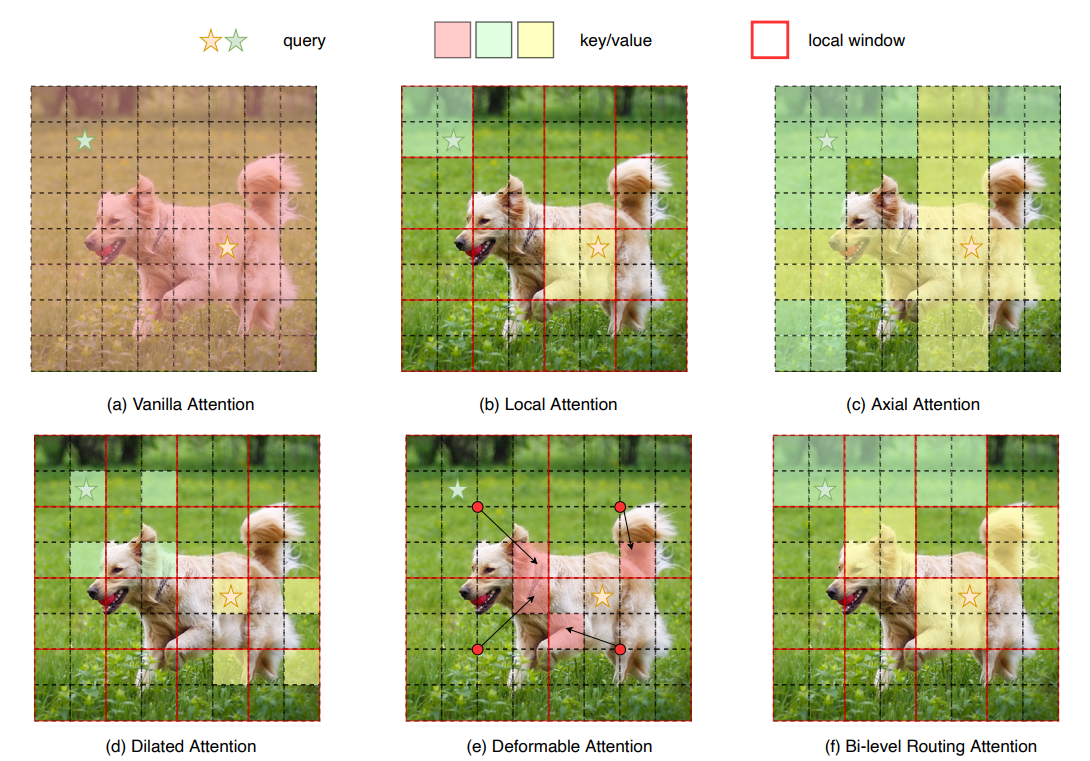 query
key/value
local window
(a) Vanilla Attention
(b) Local Attention
(c) Axial Attention
(d) Dilated Attention
(e) Deformable Attention
(f) Bi-level Routing Attention